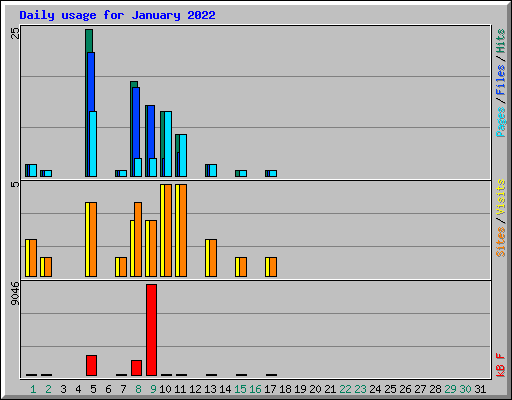 Daily usage for January 2022
25
5
9046
Pages / Files / Hits
Sites / Visits
kB F
1 2 3 4 5 6 7 8 9 10 11 12 13 14 15 16 17 18 19 20 21 22 23 24 25 26 27 28 29 30 31